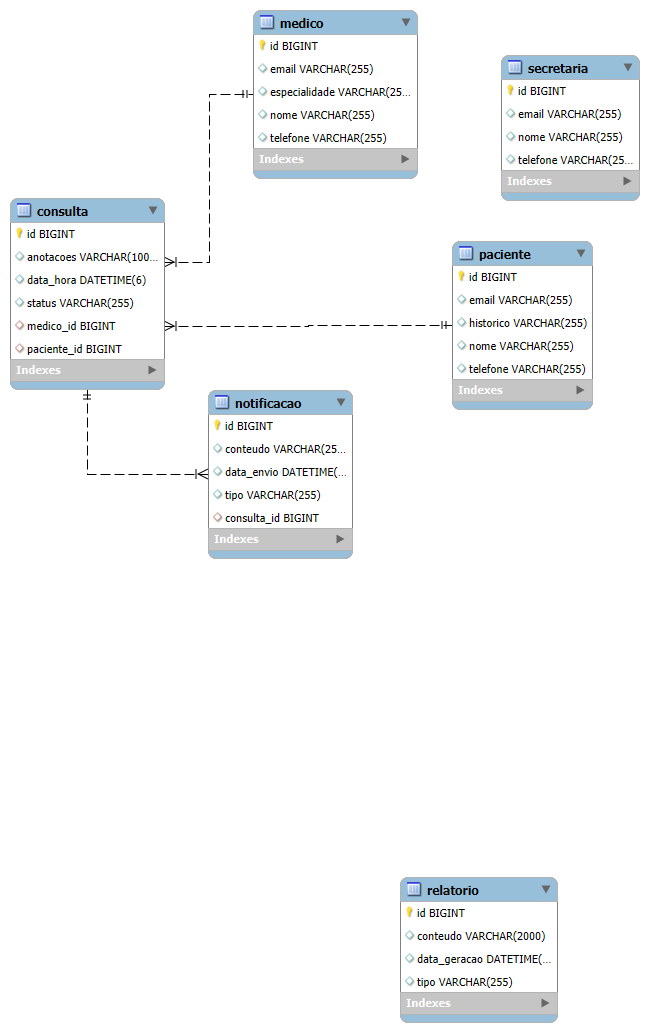 medico
id BIGINT
email VARCHAR(255)
especialidade VARCHAR(25...
nome VARCHAR(255)
telefone VARCHAR(255)
Indexes
secretaria
id BIGINT
email VARCHAR(255)
nome VARCHAR(255)
telefone VARCHAR(25...
Indexes
consulta
id BIGINT
anotacoes VARCHAR(100...
data_hora DATETIME(6)
status VARCHAR(255)
medico_id BIGINT
paciente_id BIGINT
Indexes
paciente
id BIGINT
email VARCHAR(255)
historico VARCHAR(255)
nome VARCHAR(255)
telefone VARCHAR(255)
Indexes
notificacao
id BIGINT
conteudo VARCHAR(25...
data_envio DATETIME(...
tipo VARCHAR(255)
consulta_id BIGINT
Indexes
relatorio
id BIGINT
conteudo VARCHAR(2000)
data_geracao DATETIME(...
tipo VARCHAR(255)
Indexes